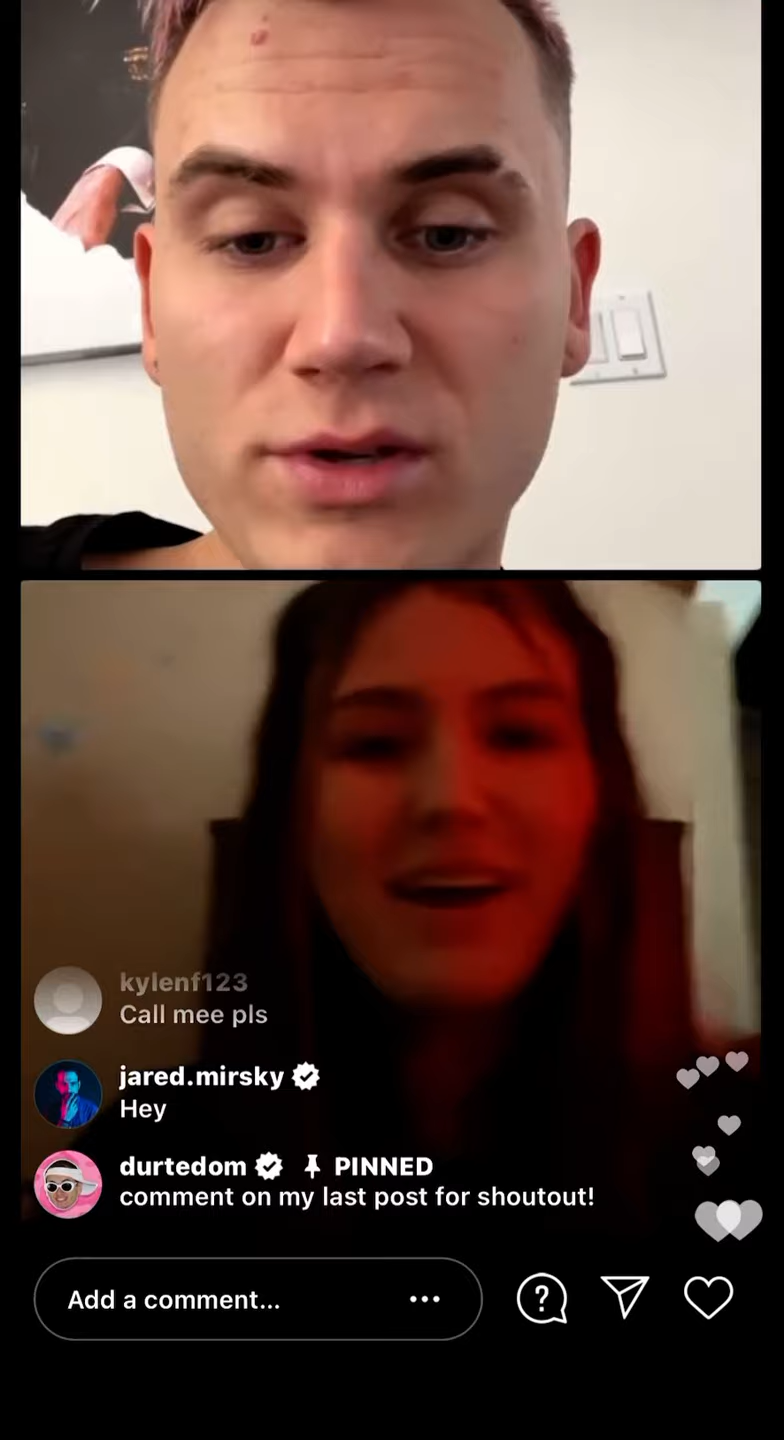 kylenf123
Call mee pls
jared.mirsky
Hey
durtedom PINNED
comment on my last post for shoutout!
Add a comment...